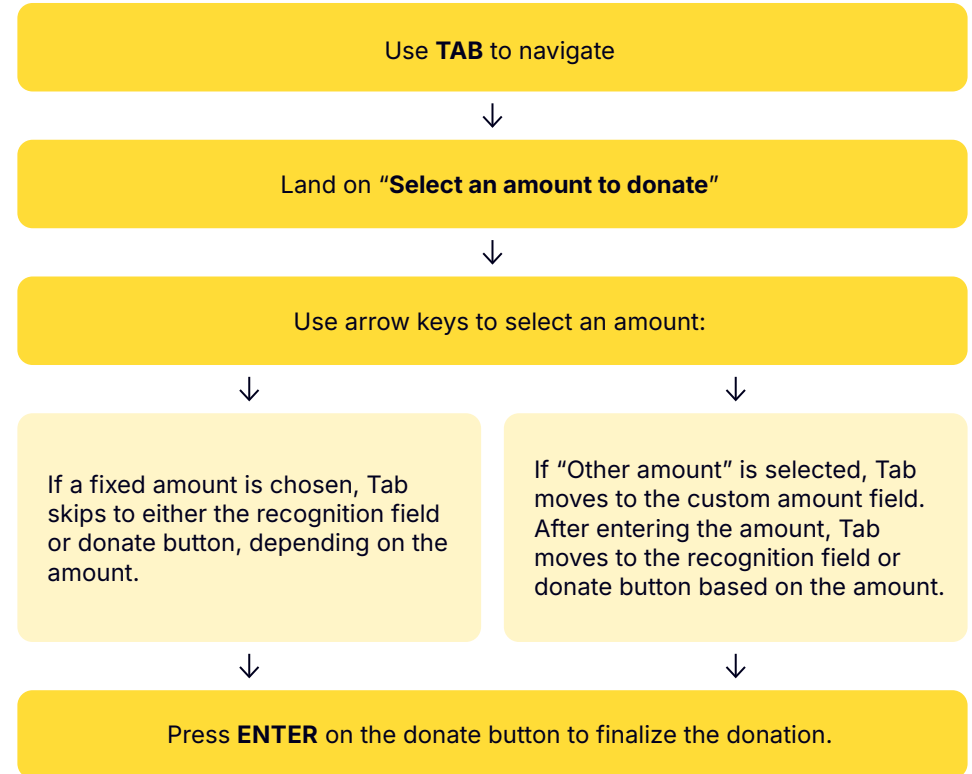 Use TAB to navigate
Land on “Select an amount to donate”
Use arrow keys to select an amount:
If a fixed amount is chosen, Tab
skips to either the recognition field
or donate button, depending on the
amount.
If “Other amount” is selected, Tab
moves to the custom amount field.
After entering the amount, Tab
moves to the recognition field or
donate button based on the amount.
Press ENTER on the donate button to finalize the donation.